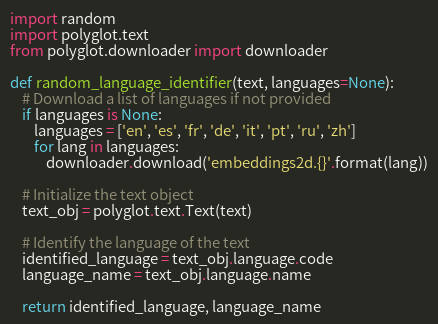 import random
import polyglot.text
from polyglot.downloader import downloader

def random_language_identifier(text, languages=None):
    # Download a list of languages if not provided
    if languages is None:
        languages = ['en', 'es', 'fr', 'de', 'it', 'pt', 'ru', 'zh']
        for lang in languages:
            downloader.download('embeddings2d.{}'.format(lang))

    # Initialize the text object
    text_obj = polyglot.text.Text(text)

    # Identify the language of the text
    identified_language = text_obj.language.code
    language_name = text_obj.language.name

    return identified_language, language_name